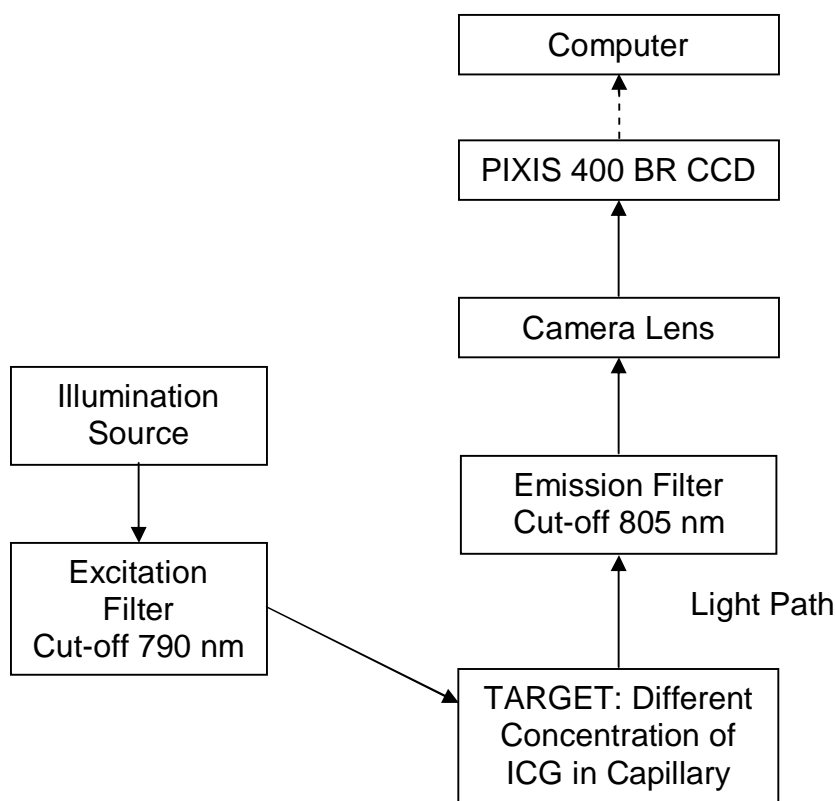 Computer
PIXIS 400 BR CCD
Camera Lens
Illumination
Source
Emission Filter
Cut-off 805 nm
Excitation
Filter
Cut-off 790 nm
Light Path
TARGET: Different
Concentration of
ICG in Capillary